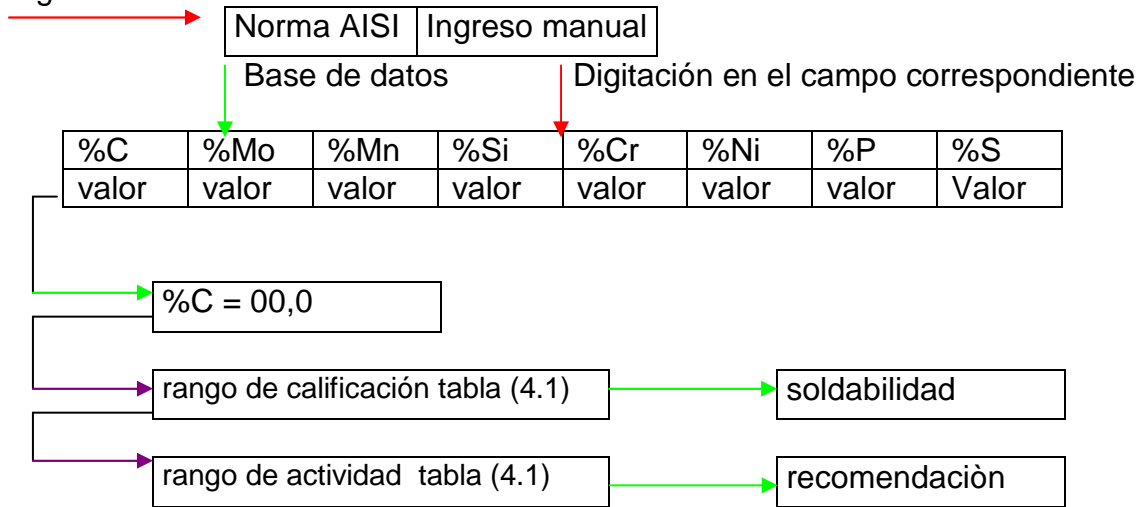 Norma AISI Ingreso manual
Base de datos Digitación en el campo correspondiente
%C %Mo %Mn %Si %Cr %Ni %P %S
valor valor valor valor valor valor valor Valor
%C = 00,0
rango de calificación tabla (4.1) soldabilidad
rango de actividad tabla (4.1) recomendaciòn